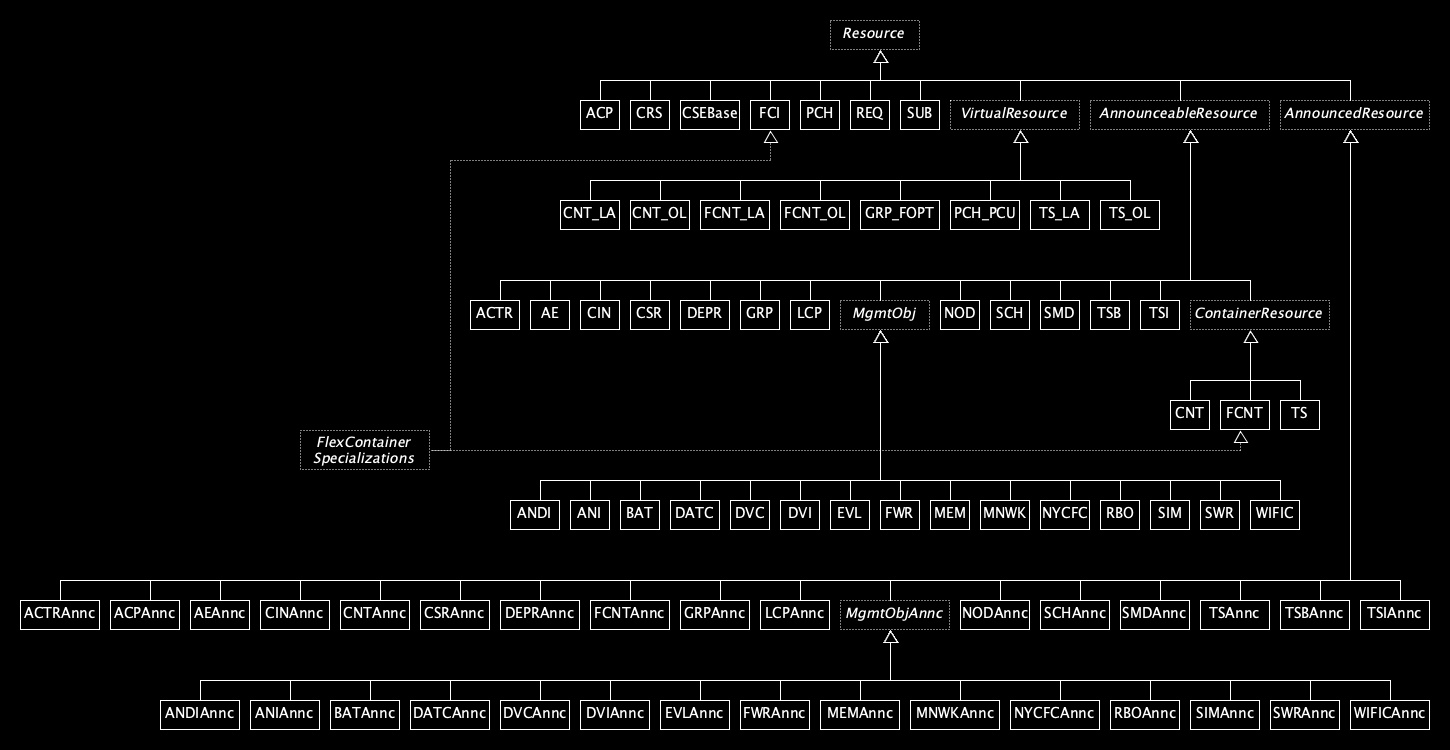 Resource
ACP CRS CSEBase FCI PCH REQ SUB VirtualResource AnnounceableResource AnnouncedResource
CNT_LA CNT_OL FCNT_LA FCNT_OL GRP_FOPT PCH_PCU TS_LA TS_OL
ACTR AE CIN CSR DEPR GRP LCP MgmtObj NOD SCH SMD TSB TSI ContainerResource
CNT FCNT TS
FlexContainer
Specializations
ANDI ANI BAT DATC DVC DVI EVL FWR MEM MNWK NYCFC RBO SIM SWR WIFIC
ACTRAnnc ACPAnnc AEAnnc CINAnnc CNTAnnc CSRAnnc DEPRAnnc FCNTAnnc GRPAnnc LCPAnnc MgmtObjAnnc NODAnnc SCHAnnc SMDAnnc TSAnnc TSBAnnc TSIAnnc
ANDIAnnc ANIAnnc BATAnnc DATCAnnc DVCAnnc DVIAnnc EVLAnnc FWRAnnc MEMAnnc MNWKAnnc NYCFCAnnc RBOAnnc SIMAnnc SWRAnnc WIFICAnnc